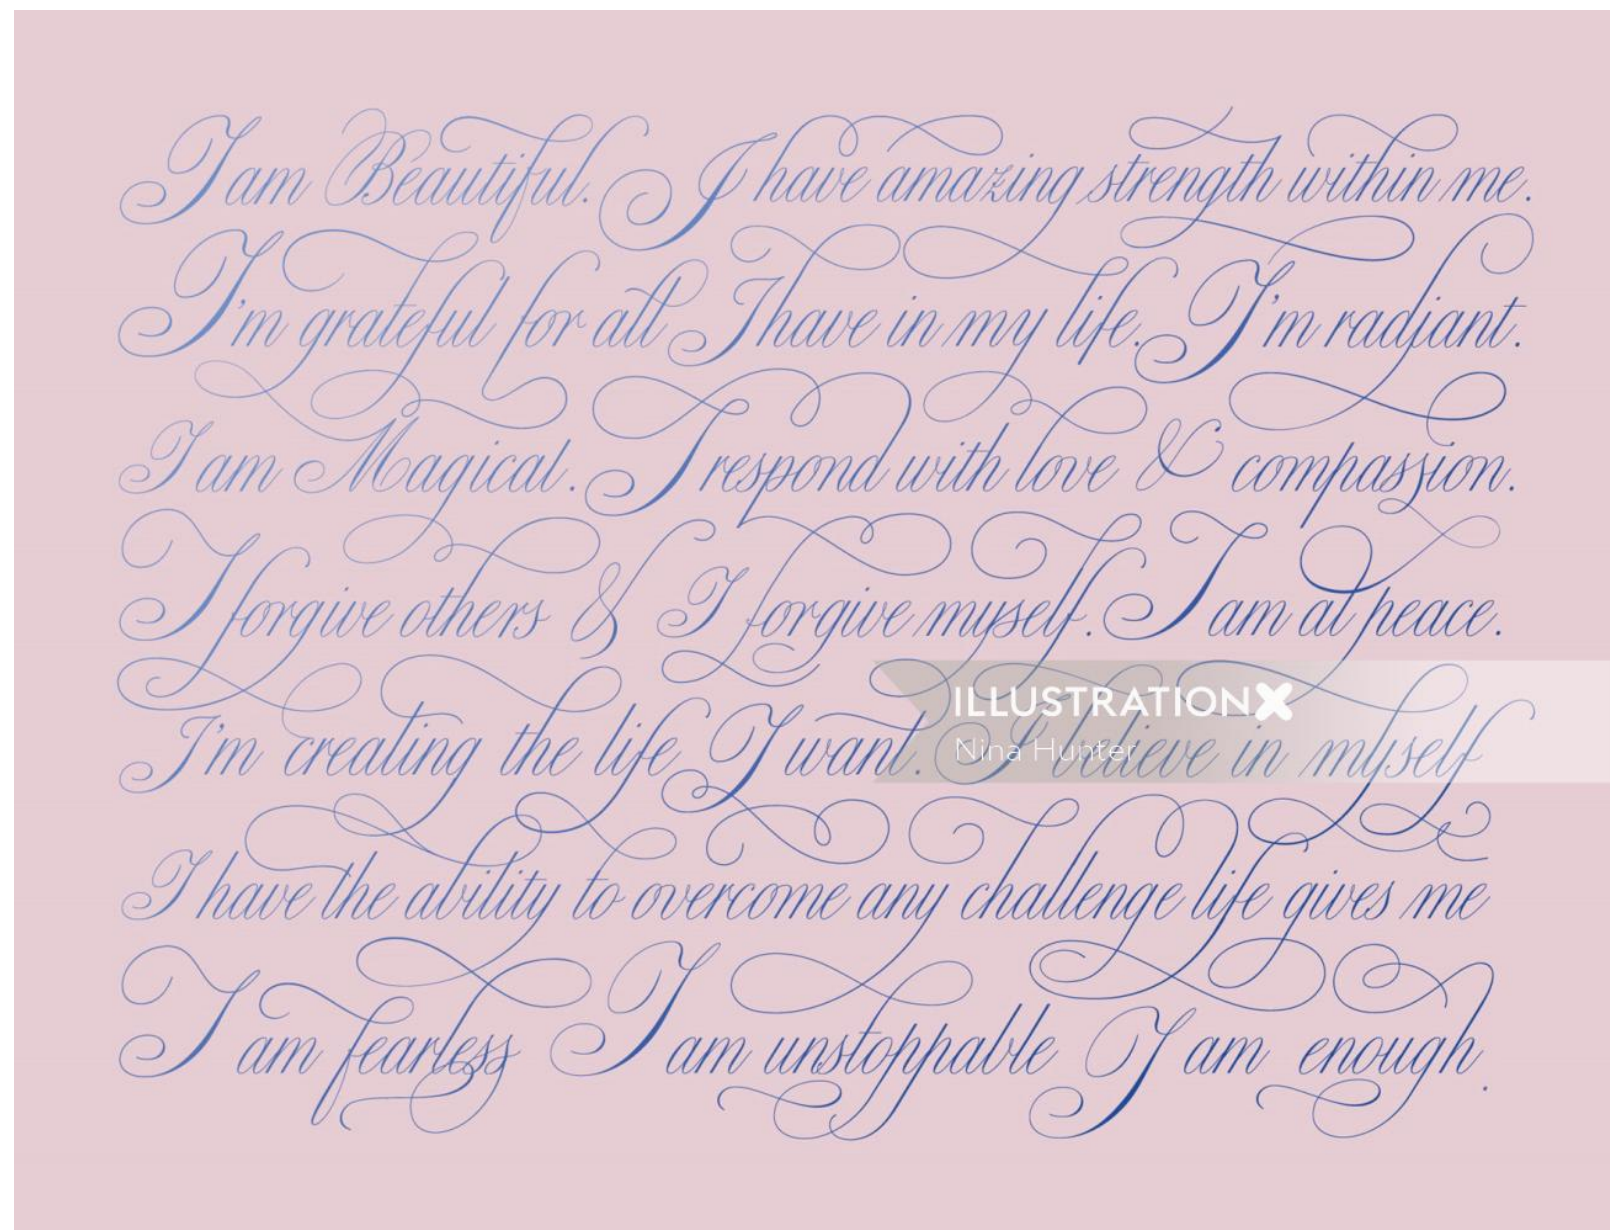 I am Beautiful. I have amazing strength within me.
I'm grateful for all I have in my life. I'm radiant.
I am Magical. I respond with love & compassion.
I forgive others & I forgive myself. I am at peace.
ILLUSTRATIONX
I'm creating the life I want. I believe in myself
Nina Hunter
I have the ability to overcome any challenge life gives me
I am fearless I am unstoppable I am enough.